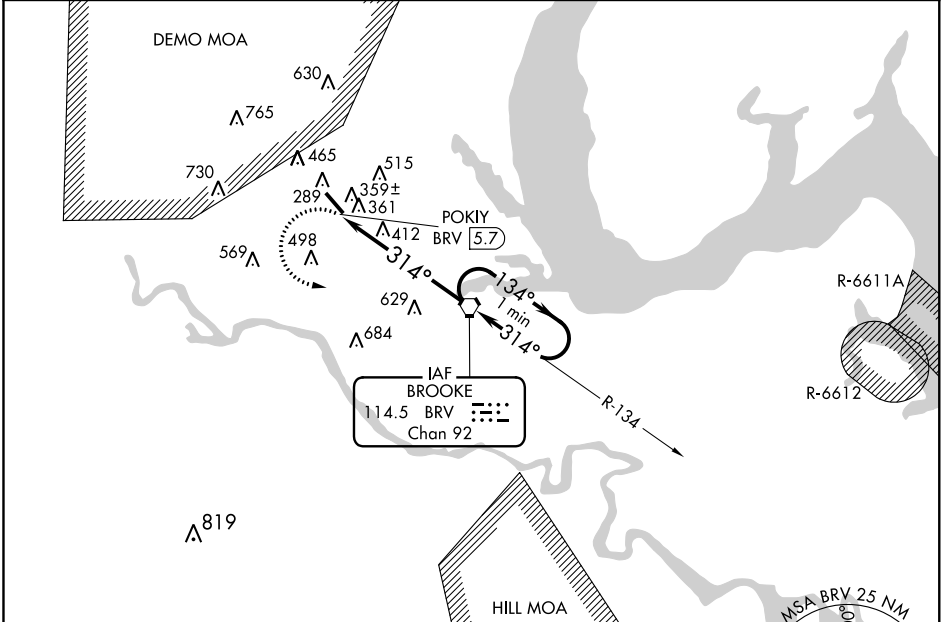 DEMO MOA
630
765
465
515
730
289
359±
361
POKIY
412
BRV 5.7
569
498
314°
134°
1 min
314°
R-6611A
629
684
IAF
BROOKE
114.5 BRV
Chan 92
R-6612
R-134
819
HILL MOA
MSA BRV 25 NM